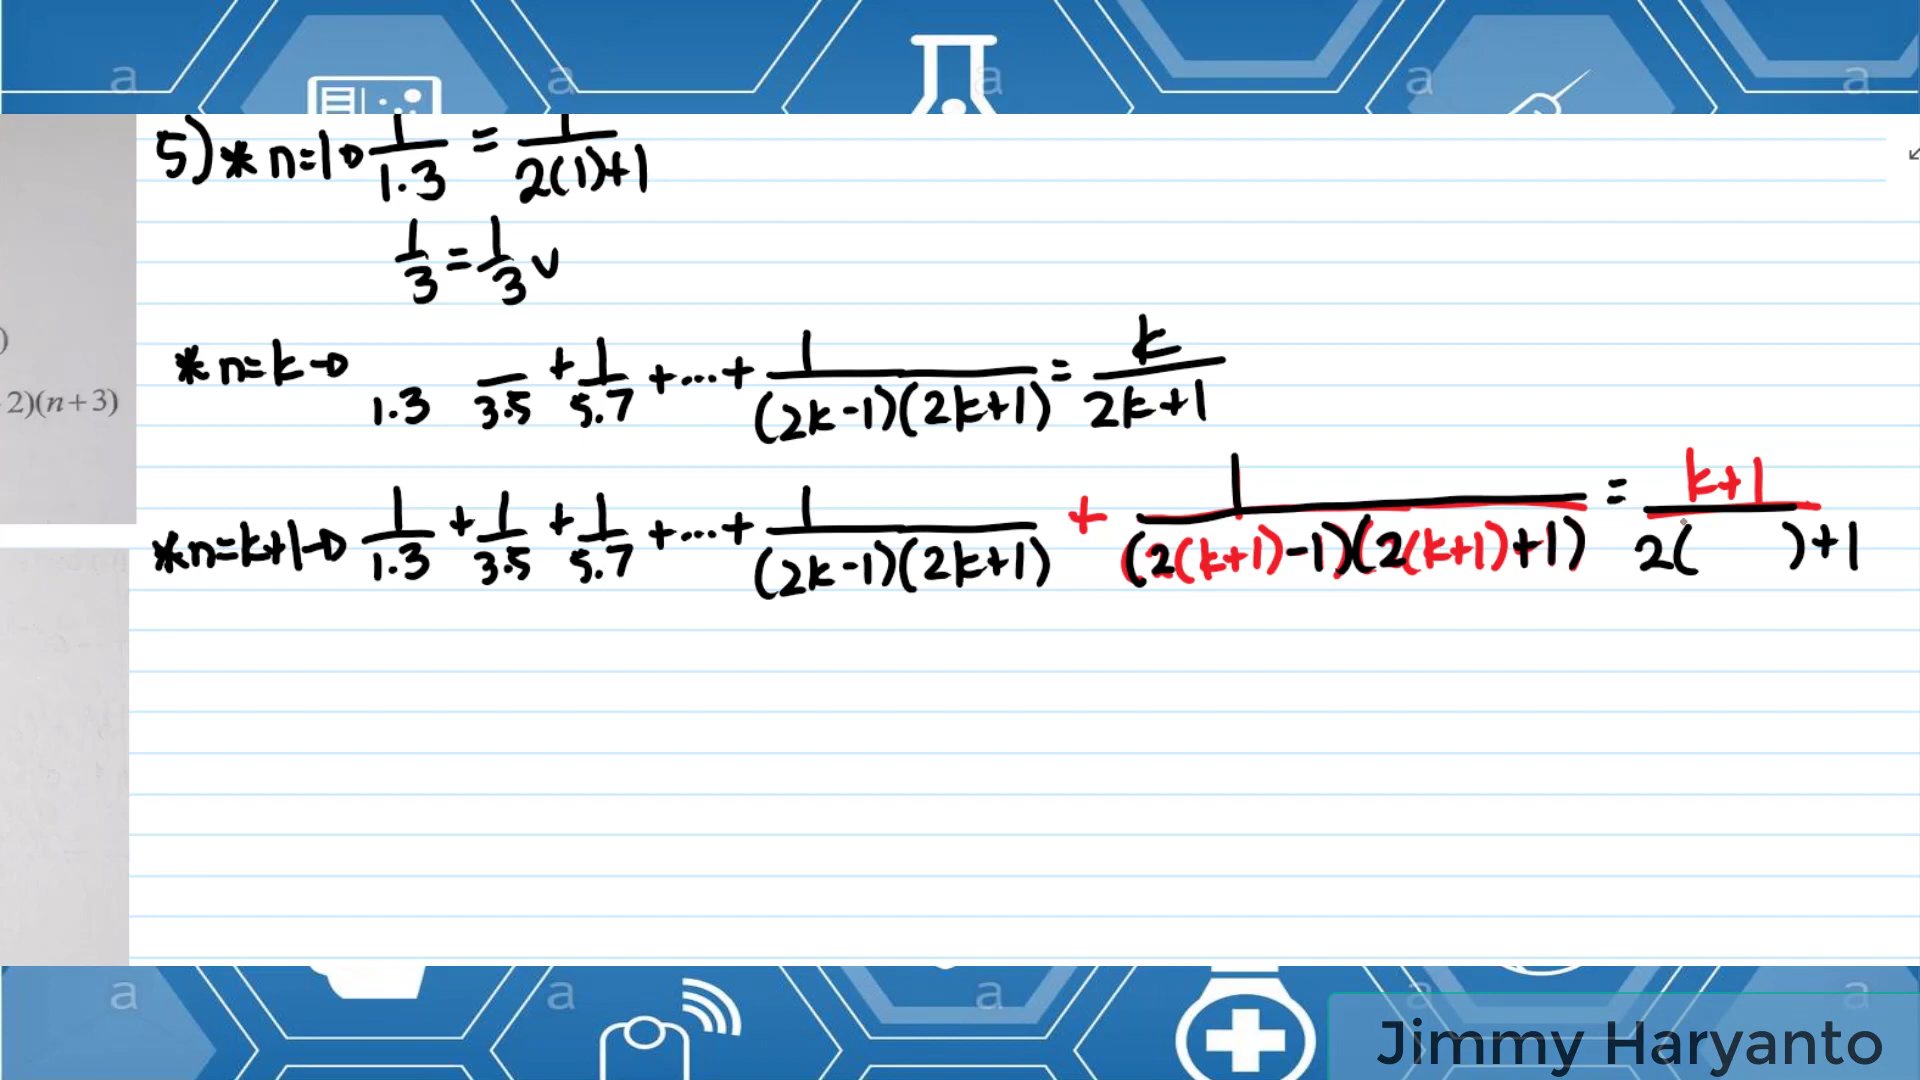 5) * n=1→ 1/1.3 = 1/2(1)+1
1/3 = 1/3 v
)
2)(n+3)
* n=k→ 1.3 3.5 + 1/5.7 +...+ 1/(2k-1)(2k+1) = k/2k+1
* n=k+1→ 1/1.3 + 1/3.5 + 1/5.7 +...+ 1/(2k-1)(2k+1) + 1/(2(k+1)-1)(2(k+1)+1) = k+1/2( )+1
a a a a a
a a a a a
Jimmy Haryanto